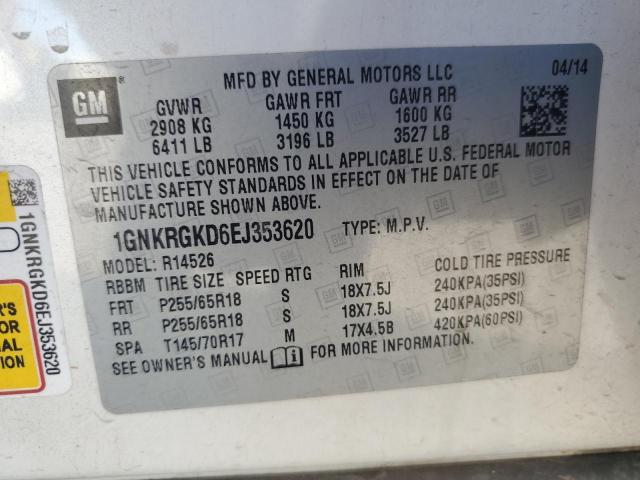 GM
®
MFD BY GENERAL MOTORS LLC 04/14
GVWR GAWR FRT GAWR RR
2908 KG 1450 KG 1600 KG
6411 LB 3196 LB 3527 LB
THIS VEHICLE CONFORMS TO ALL APPLICABLE U.S. FEDERAL MOTOR
VEHICLE SAFETY STANDARDS IN EFFECT ON THE DATE OF
MANUFACTURE SHOWN ABOVE.
1GNKRGKD6EJ353620 TYPE: M.P.V.
MODEL: R14526
RBBM TIRE SIZE SPEED RTG RIM COLD TIRE PRESSURE
FRT P255/65R18 S 18X7.5J 240KPA(35PSI)
RR P255/65R18 S 18X7.5J 240KPA(35PSI)
SPA T145/70R17 M 17X4.5B 420KPA(60PSI)
SEE OWNER'S MANUAL FOR MORE INFORMATION
1GNKRGKD6EJ353620